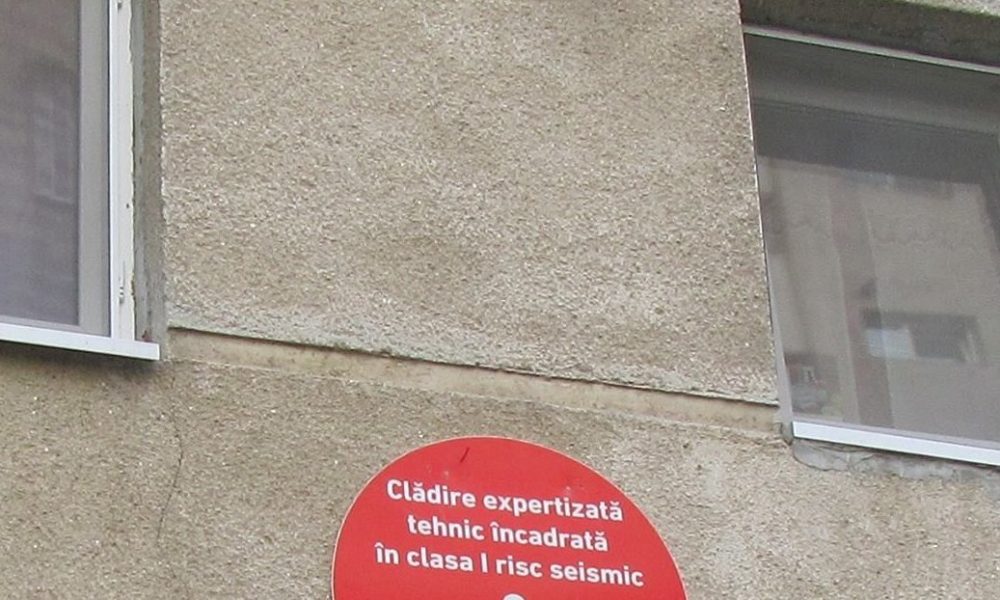 Clădire expertizată
tehnic încadrată
în clasa I risc seismic